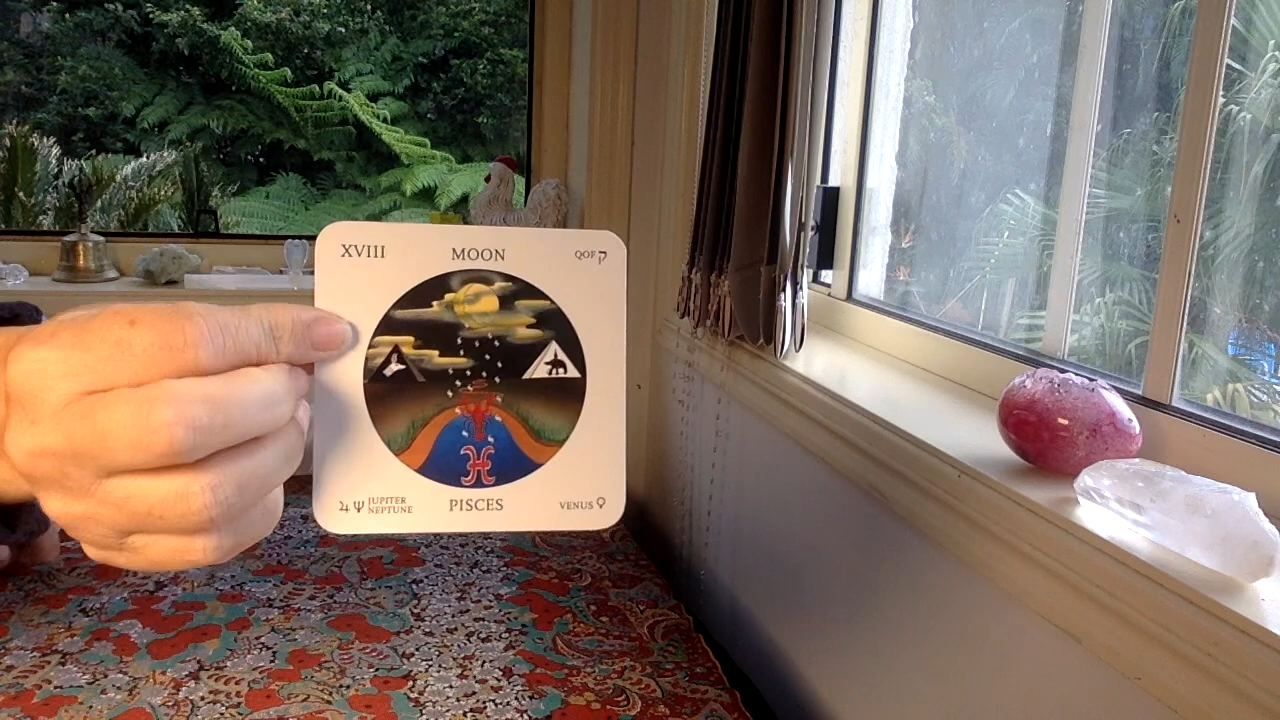 XVIII MOON QOF ק
♃ ♆ JUPITER
NEPTUNE
PISCES
VENUS ♀